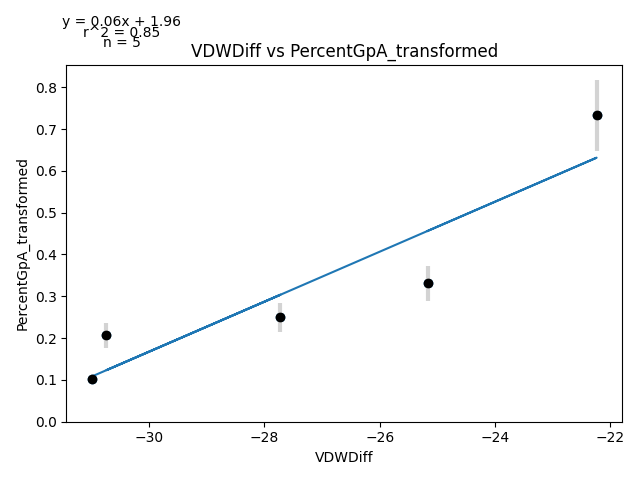 y = 0.06x + 1.96
r^2 = 0.85
n = 5
VDWDiff vs PercentGpA_transformed
PercentGpA_transformed
0.8
0.7
0.6
0.5
0.4
0.3
0.2
0.1
0.0
−30 −28 −26 −24 −22
VDWDiff